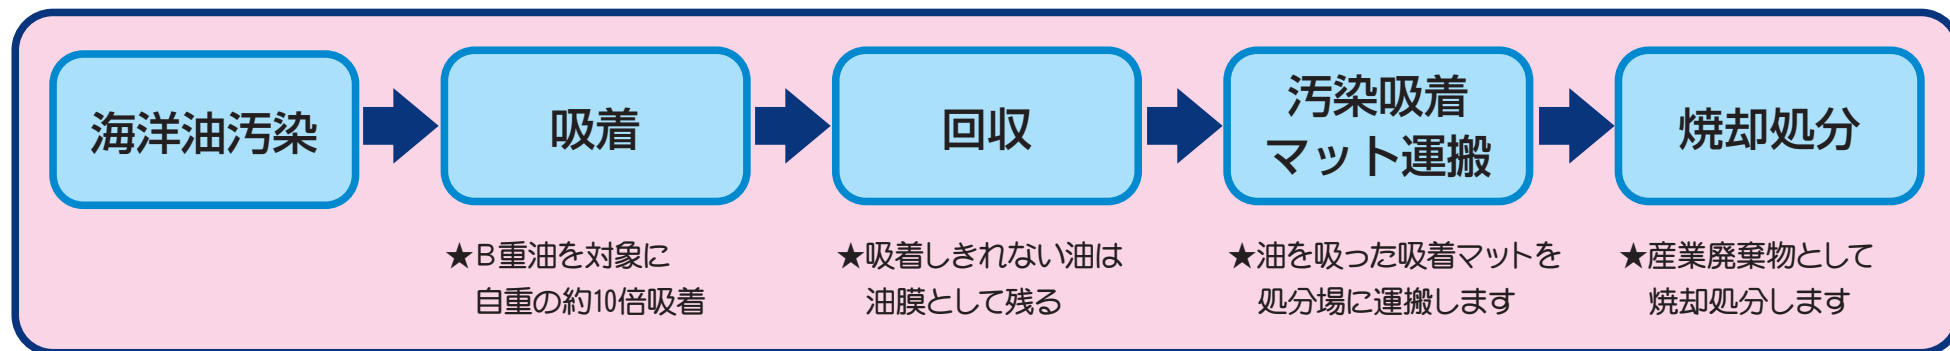 海洋油汚染
吸着
回収
汚染吸着
マット運搬
焼却処分
★B重油を対象に
自重の約10倍吸着
★吸着しきれない油は
油膜として残る
★油を吸った吸着マットを
処分場に運搬します
★産業廃棄物として
焼却処分します